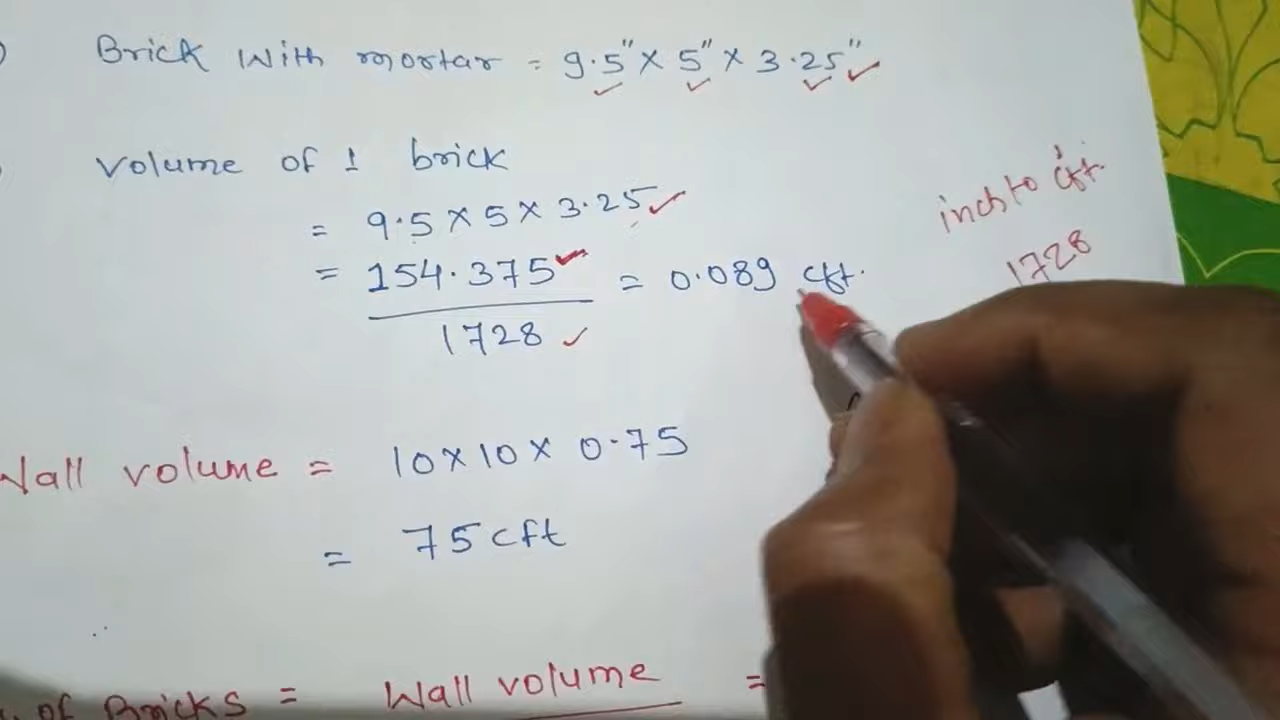 Brick With mortar = 9.5" × 5" × 3.25"
Volume of 1 brick
= 9.5 × 5 × 3.25
= 154.375 = 0.089 cft.
1728
inch to cft.
1728
Wall volume = 10 × 10 × 0.75
= 75 cft
of Bricks = Wall volume =